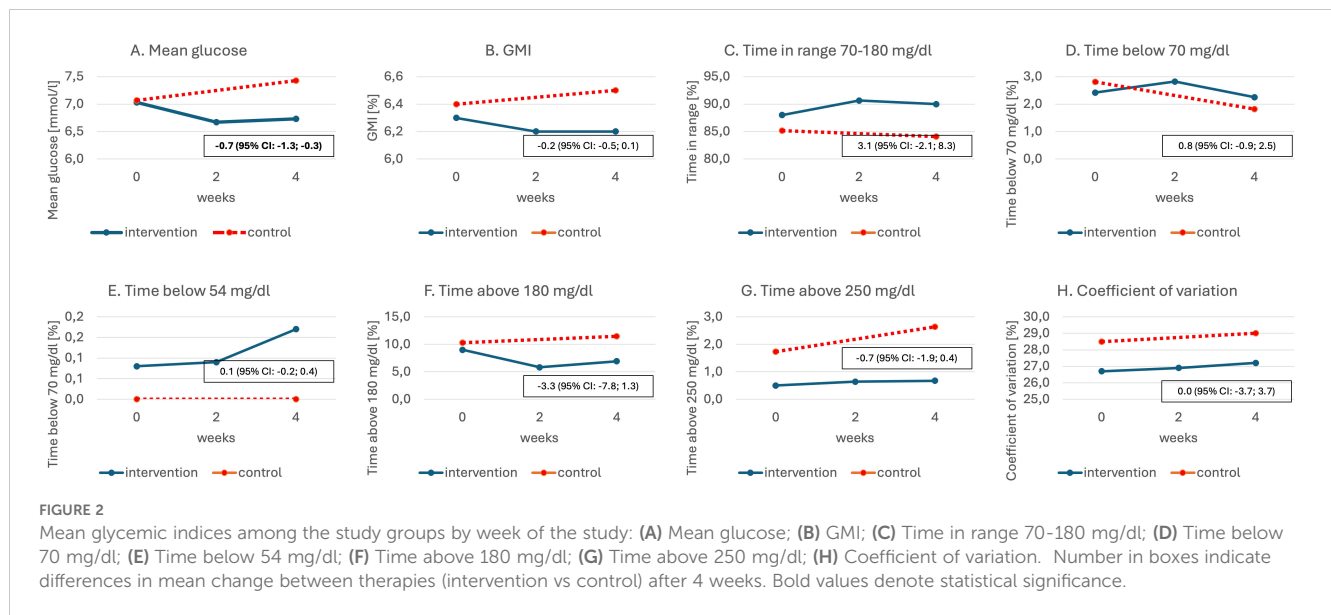 A. Mean glucose
Mean glucose [mmol/l]
7,5
7,0
6,5
6,0
-0.7 (95% CI: -1.3; -0.3)
0 2 4
weeks
intervention control
B. GMI
GMI [%]
6,6
6,4
6,2
6,0
-0.2 (95% CI: -0.5; 0.1)
0 2 4
weeks
intervention control
C. Time in range 70-180 mg/dl
Time in range [%]
95,0
90,0
85,0
80,0
3.1 (95% CI: -2.1; 8.3)
0 2 4
weeks
intervention control
D. Time below 70 mg/dl
Time below 70 mg/dl [%]
3,0
2,0
1,0
0,0
0.8 (95% CI: -0.9; 2.5)
0 2 4
weeks
intervention control
E. Time below 54 mg/dl
Time below 70 mg/dl [%]
0,2
0,2
0,1
0,1
0,0
0.1 (95% CI: -0.2; 0.4)
0 2 4
weeks
intervention control
F. Time above 180 mg/dl
Time above 180 mg/dl [%]
15,0
10,0
5,0
0,0
-3.3 (95% CI: -7.8; 1.3)
0 2 4
weeks
intervention control
G. Time above 250 mg/dl
Time above 250 mg/dl [%]
3,0
2,0
1,0
0,0
-0.7 (95% CI: -1.9; 0.4)
0 2 4
weeks
intervention control
H. Coefficient of variation
Coefficient of variation [%]
30,0
29,0
28,0
27,0
26,0
25,0
0.0 (95% CI: -3.7; 3.7)
0 2 4
weeks
intervention control
FIGURE 2
Mean glycemic indices among the study groups by week of the study: (A) Mean glucose; (B) GMI; (C) Time in range 70-180 mg/dl; (D) Time below
70 mg/dl; (E) Time below 54 mg/dl; (F) Time above 180 mg/dl; (G) Time above 250 mg/dl; (H) Coefficient of variation. Number in boxes indicate
differences in mean change between therapies (intervention vs control) after 4 weeks. Bold values denote statistical significance.